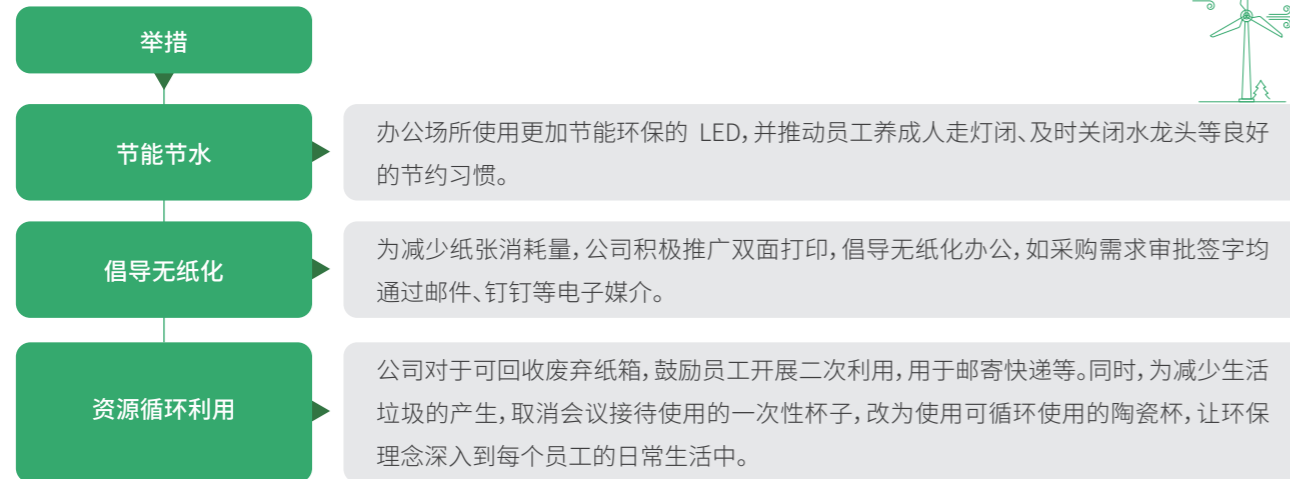 举措
节能节水
办公场所使用更加节能环保的 LED,并推动员工养成人走灯闭、及时关闭水龙头等良好
的节约习惯。
倡导无纸化
为减少纸张消耗量,公司积极推广双面打印,倡导无纸化办公,如采购需求审批签字均
通过邮件、钉钉等电子媒介。
资源循环利用
公司对于可回收废弃纸箱,鼓励员工开展二次利用,用于邮寄快递等。同时,为减少生活
垃圾的产生,取消会议接待使用的一次性杯子,改为使用可循环使用的陶瓷杯,让环保
理念深入到每个员工的日常生活中。